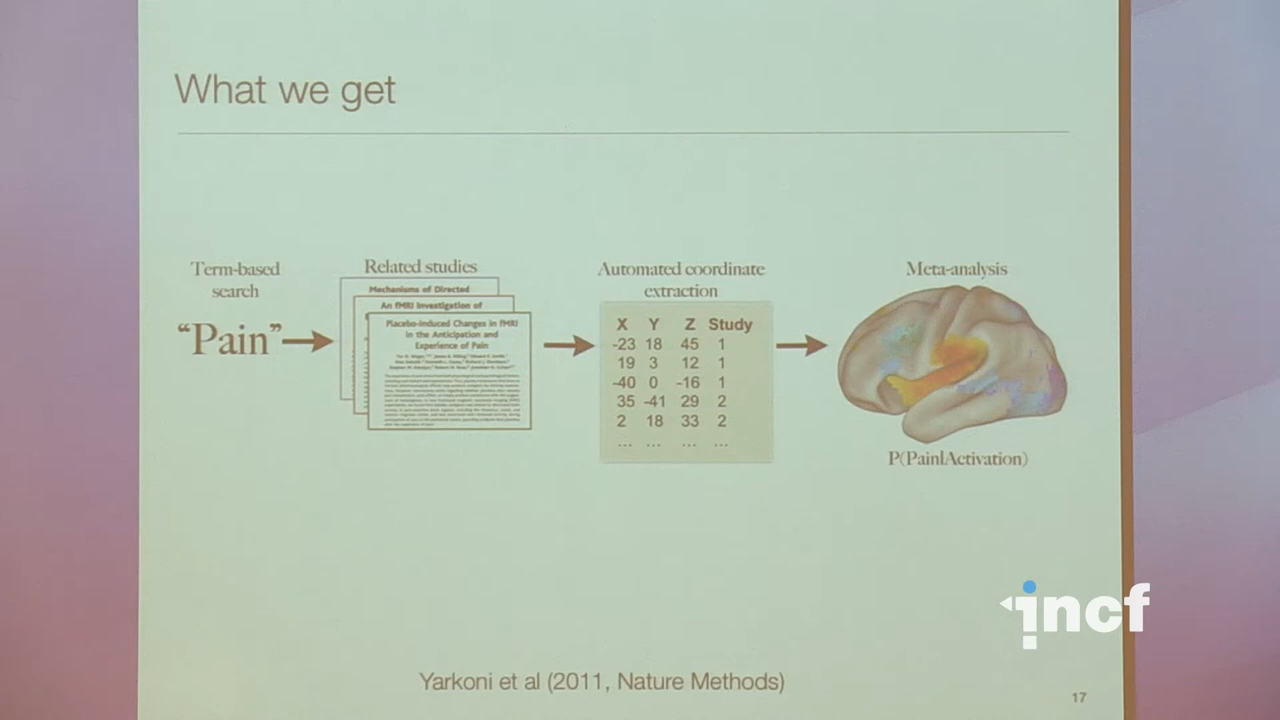 What we get
Term-based
search
“Pain”
Related studies
Mechanisms of Directed
An fMRI Investigation of
Placebo-Induced Changes in fMRI
in the Anticipation and
Experience of Pain
Automated coordinate
extraction
X Y Z Study
-23 18 45 1
19 3 12 1
-40 0 -16 1
35 -41 29 2
2 18 33 2
... ... ... ...
Meta-analysis
P(Pain|Activation)
incf
Yarkoni et al (2011, Nature Methods)
17